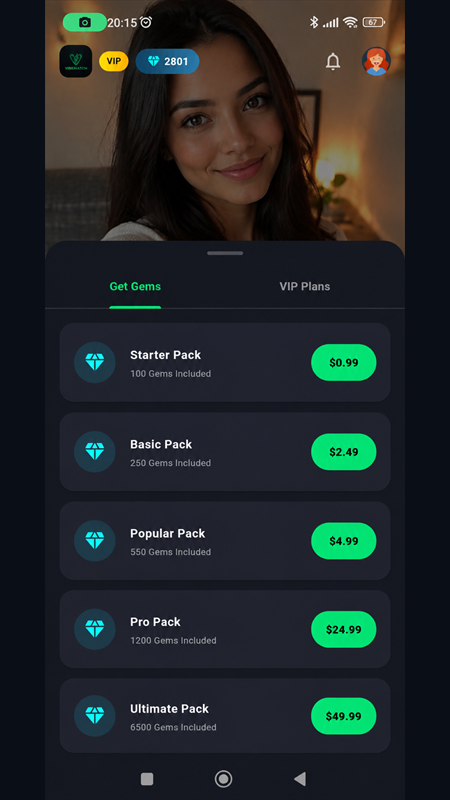 20:15
67
VIP
2801
Get Gems
VIP Plans
Starter Pack
100 Gems Included
$0.99
Basic Pack
250 Gems Included
$2.49
Popular Pack
550 Gems Included
$4.99
Pro Pack
1200 Gems Included
$24.99
Ultimate Pack
6500 Gems Included
$49.99